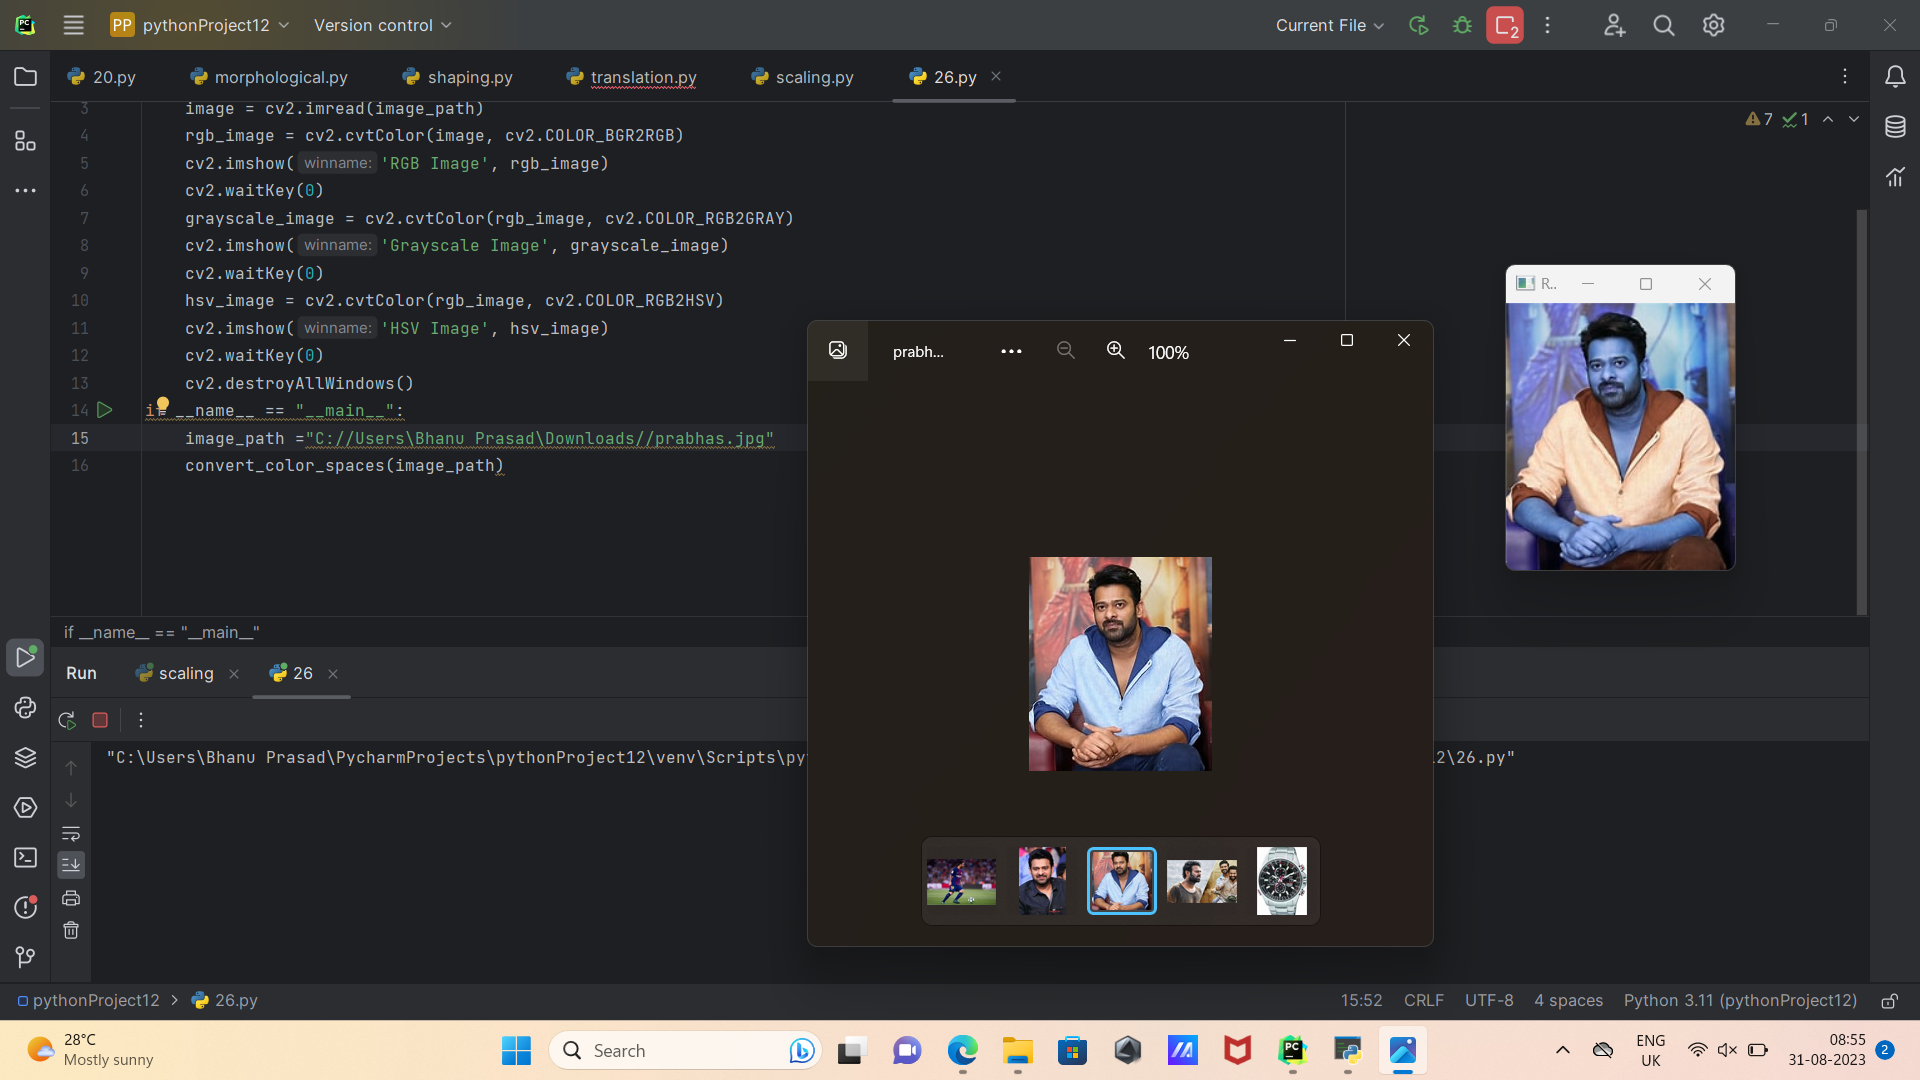 PC
PP pythonProject12
Version control
Current File
2
20.py
morphological.py
shaping.py
translation.py
scaling.py
26.py
7 1
3 image = cv2.imread(image_path)
4 rgb_image = cv2.cvtColor(image, cv2.COLOR_BGR2RGB)
5 cv2.imshow( winname: 'RGB Image', rgb_image)
6 cv2.waitKey(0)
7 grayscale_image = cv2.cvtColor(rgb_image, cv2.COLOR_RGB2GRAY)
8 cv2.imshow( winname: 'Grayscale Image', grayscale_image)
9 cv2.waitKey(0)
10 hsv_image = cv2.cvtColor(rgb_image, cv2.COLOR_RGB2HSV)
11 cv2.imshow( winname: 'HSV Image', hsv_image)
12 cv2.waitKey(0)
13 cv2.destroyAllWindows()
14 if __name__ == "__main__":
15 image_path ="C://Users\Bhanu Prasad\Downloads//prabhas.jpg"
16 convert_color_spaces(image_path)
R..
prabh...
100%
if __name__ == "__main__"
Run
scaling
26
"C:\Users\Bhanu Prasad\PycharmProjects\pythonProject12\venv\Scripts\py
2\26.py"
pythonProject12 > 26.py
15:52 CRLF UTF-8 4 spaces Python 3.11 (pythonProject12)
28°C
Mostly sunny
Search
PC
ENG
UK
08:55
31-08-2023
2